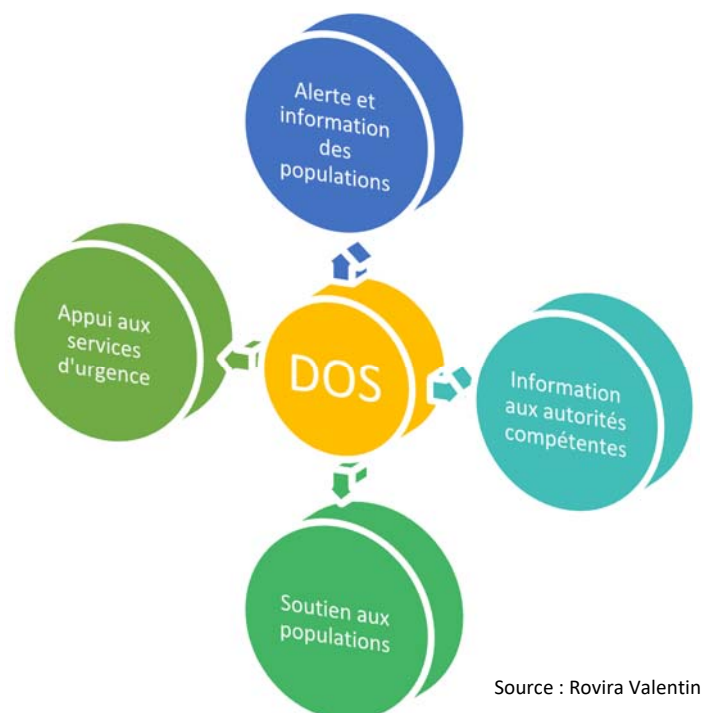 Alerte et
information
des
populations
Appui aux
services
d'urgence
DOS
Information
aux autorités
compétentes
Soutien aux
populations
Source : Rovira Valentin